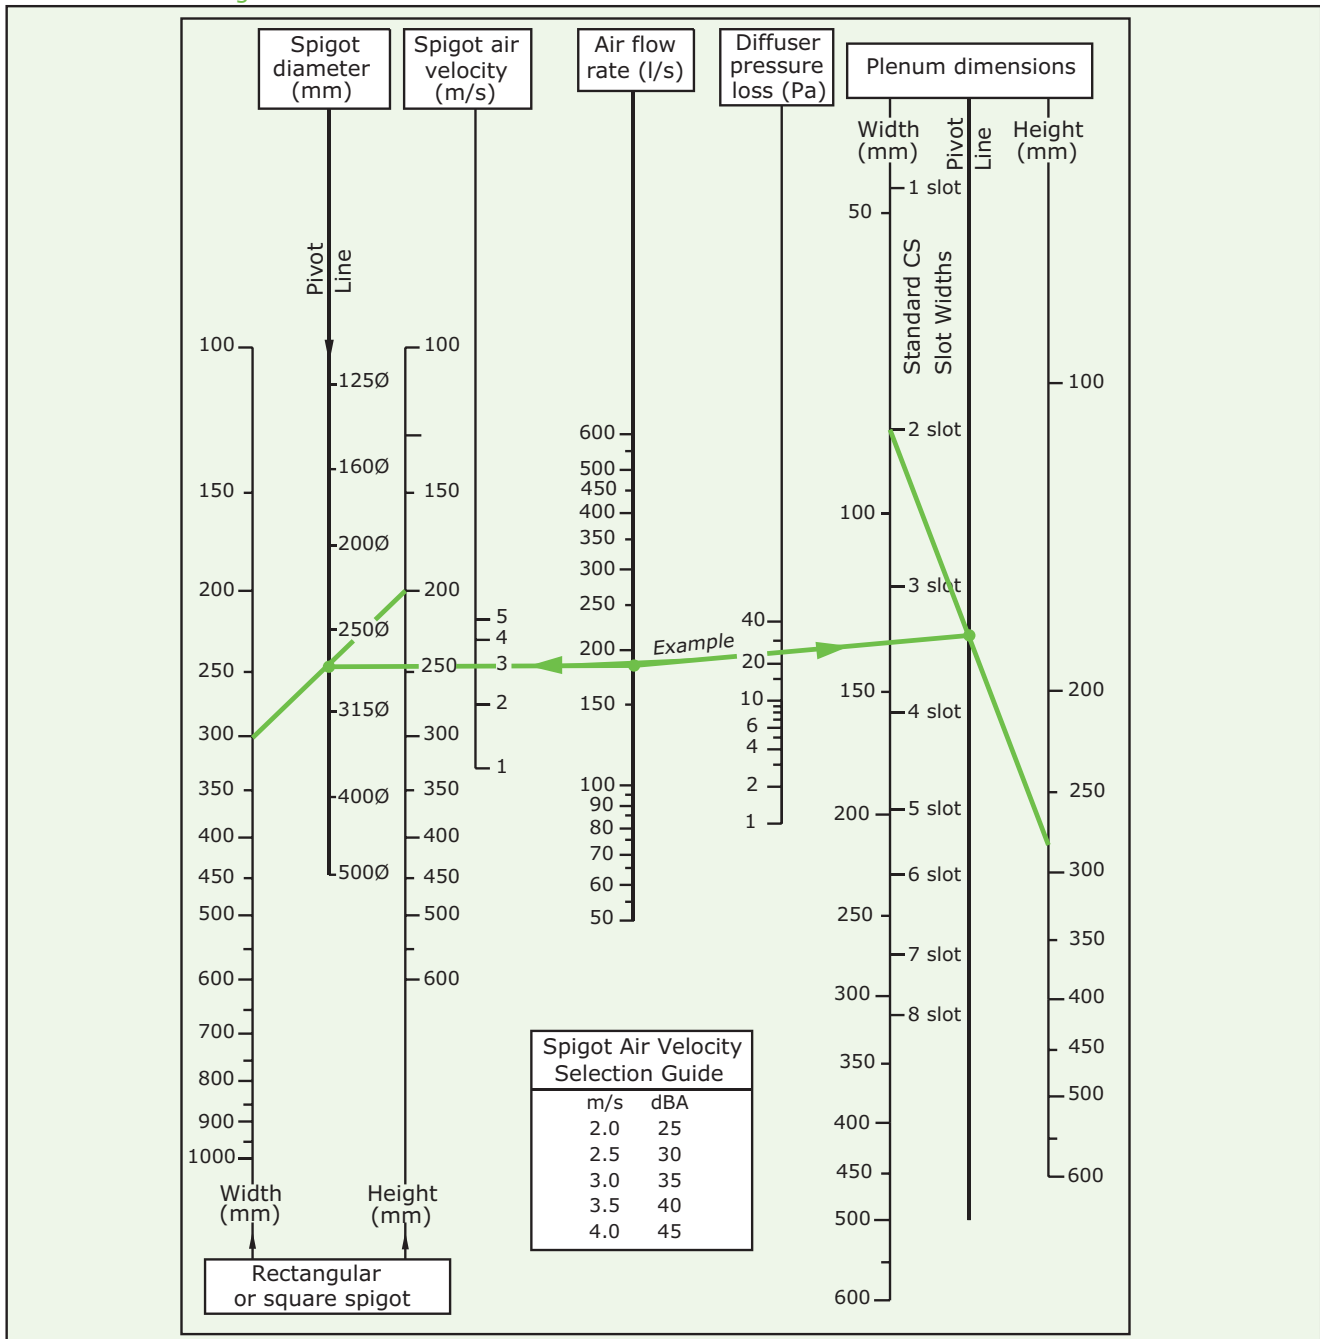 Spigot
diameter
(mm)
Spigot air
velocity
(m/s)
Air flow
rate (l/s)
Diffuser
pressure
loss (Pa)
Plenum dimensions
Width
(mm)
Pivot
Line
Height
(mm)
Pivot
Line
100
150
200
250
300
350
400
450
500
600
700
800
900
1000
Width
(mm)
125Ø
160Ø
200Ø
250Ø
315Ø
400Ø
500Ø
100
150
200
250
300
350
400
450
500
600
Height
(mm)
Rectangular
or square spigot
5
4
3
2
1
600
500
450
400
350
300
250
200
150
100
90
80
70
60
50
Example
40
20
10
6
4
2
1
50
100
150
200
250
300
350
400
450
500
600
Standard CS
Slot Widths
1 slot
2 slot
3 slot
4 slot
5 slot
6 slot
7 slot
8 slot
100
200
250
300
350
400
450
500
600
Spigot Air Velocity
Selection Guide
m/s dBA
2.0 25
2.5 30
3.0 35
3.5 40
4.0 45